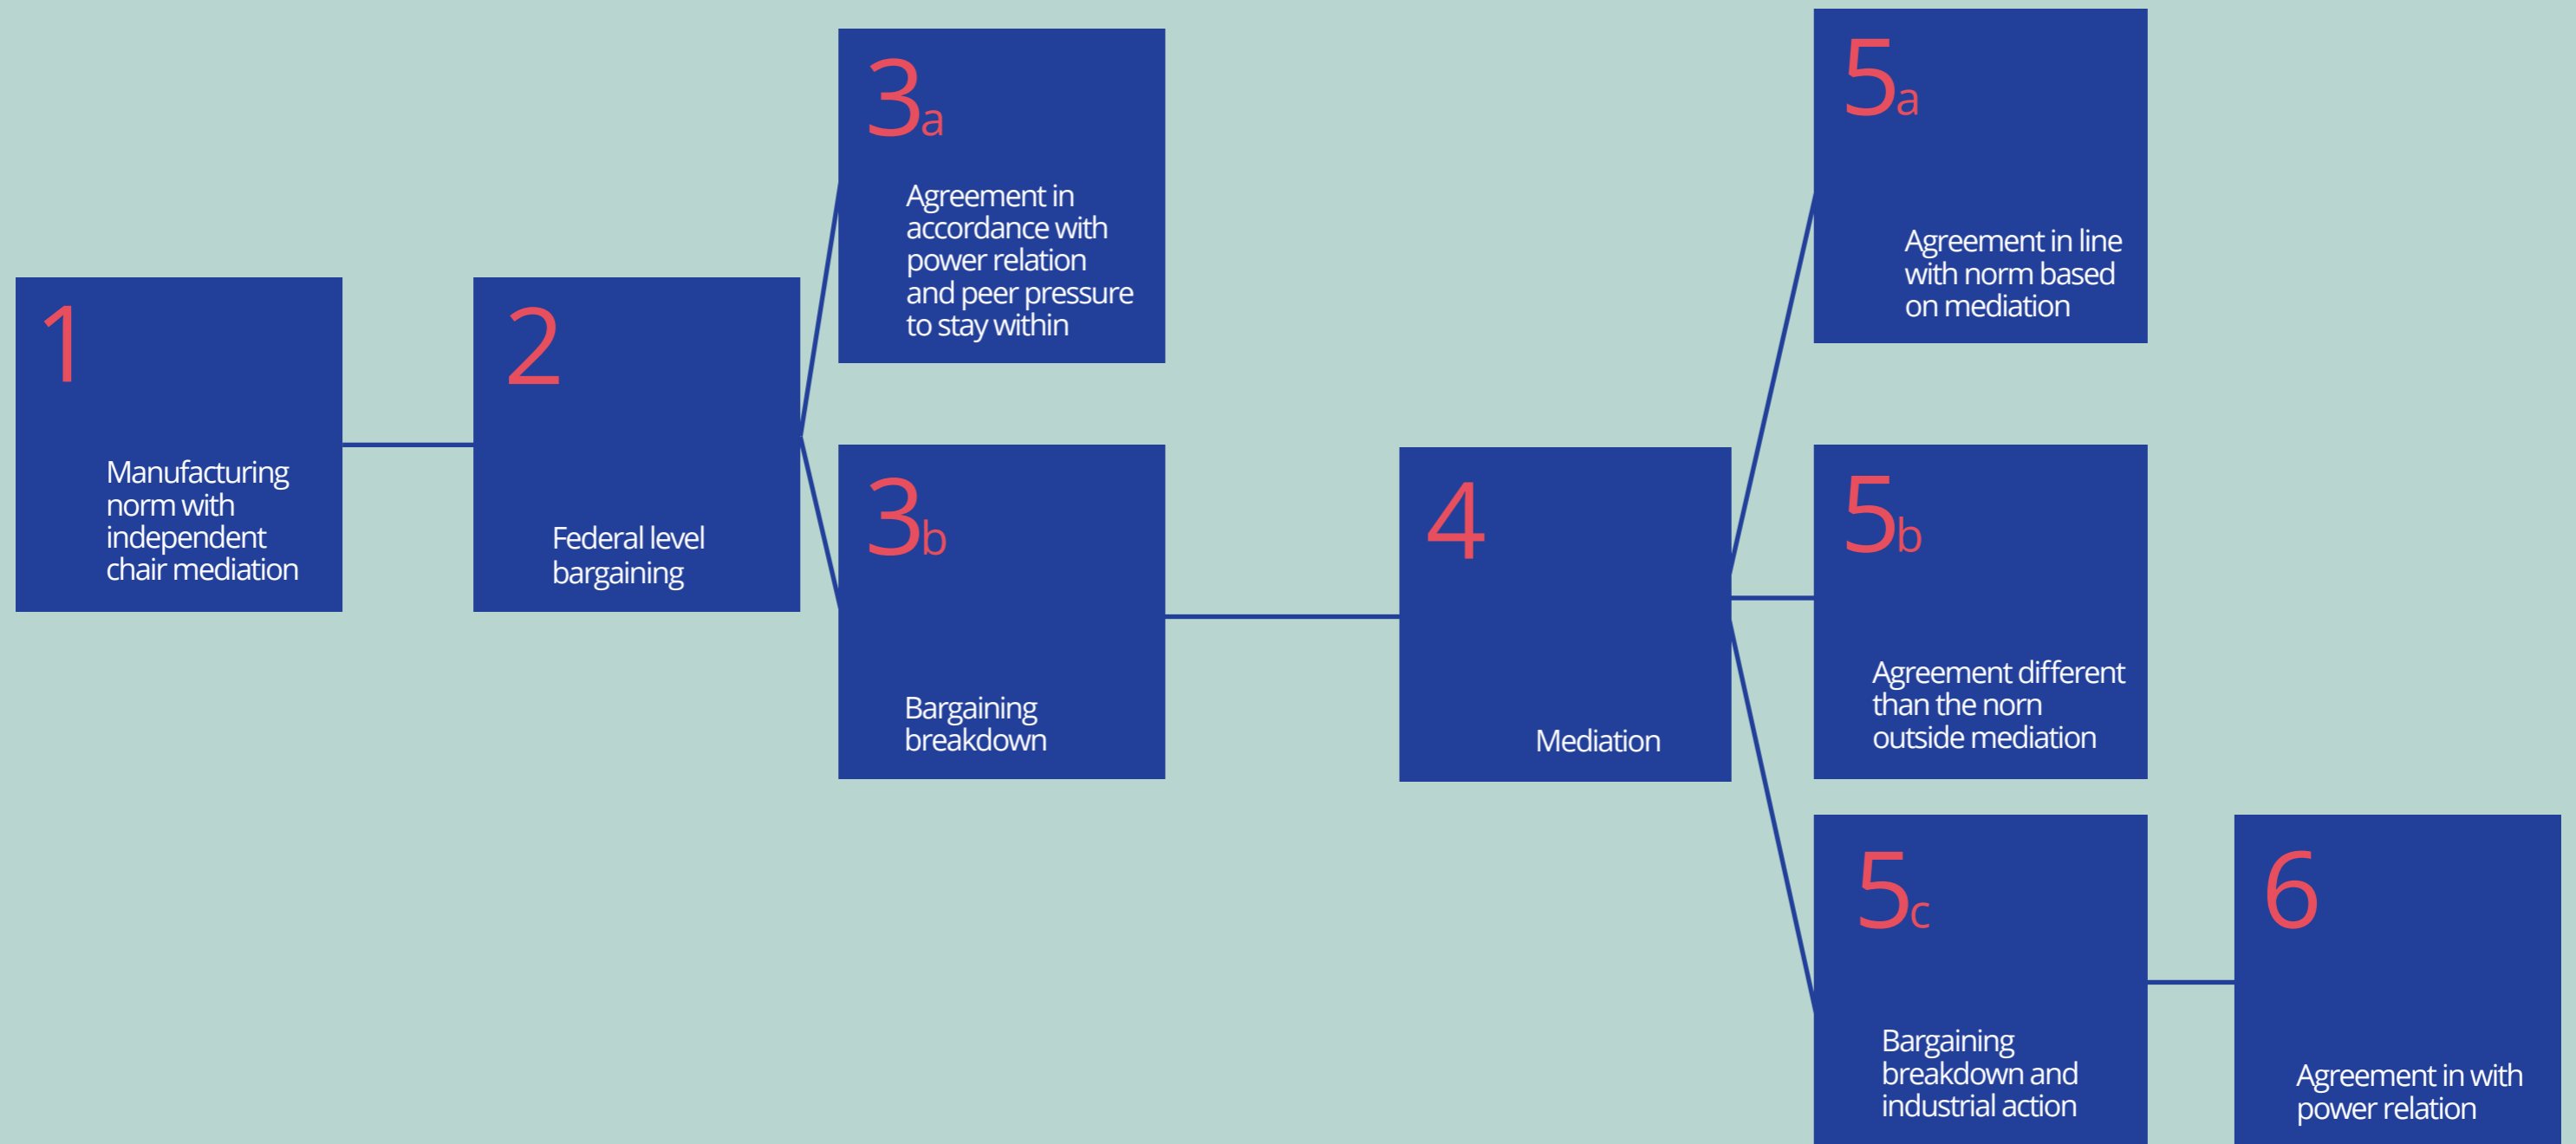 1
Manufacturing
norm with
independent
chair mediation
2
Federal level
bargaining
3a
Agreement in
accordance with
power relation
and peer pressure
to stay within
3b
Bargaining
breakdown
4
Mediation
5a
Agreement in line
with norm based
on mediation
5b
Agreement different
than the norn
outside mediation
5c
Bargaining
breakdown and
industrial action
6
Agreement in with
power relation